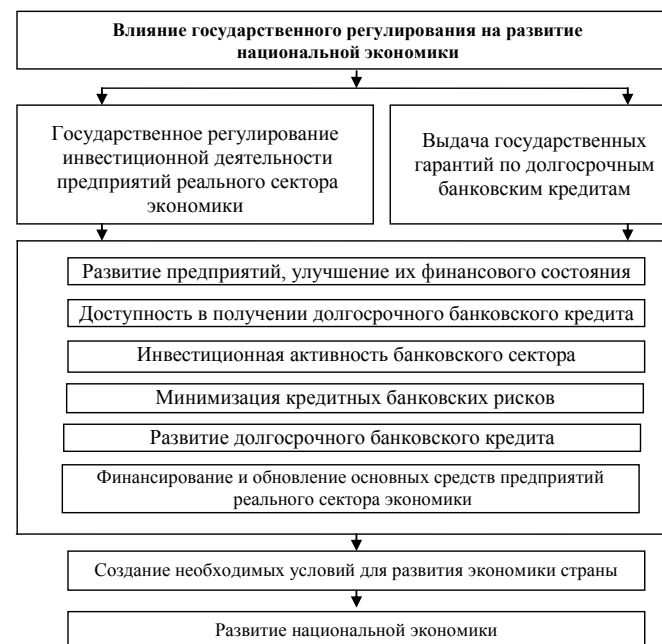 Влияние государственного регулирования на развитие
национальной экономики
Государственное регулирование
инвестиционной деятельности
предприятий реального сектора
экономики
Выдача государственных
гарантий по долгосрочным
банковским кредитам
Развитие предприятий, улучшение их финансового состояния
Доступность в получении долгосрочного банковского кредита
Инвестиционная активность банковского сектора
Минимизация кредитных банковских рисков
Развитие долгосрочного банковского кредита
Финансирование и обновление основных средств предприятий
реального сектора экономики
Создание необходимых условий для развития экономики страны
Развитие национальной экономики